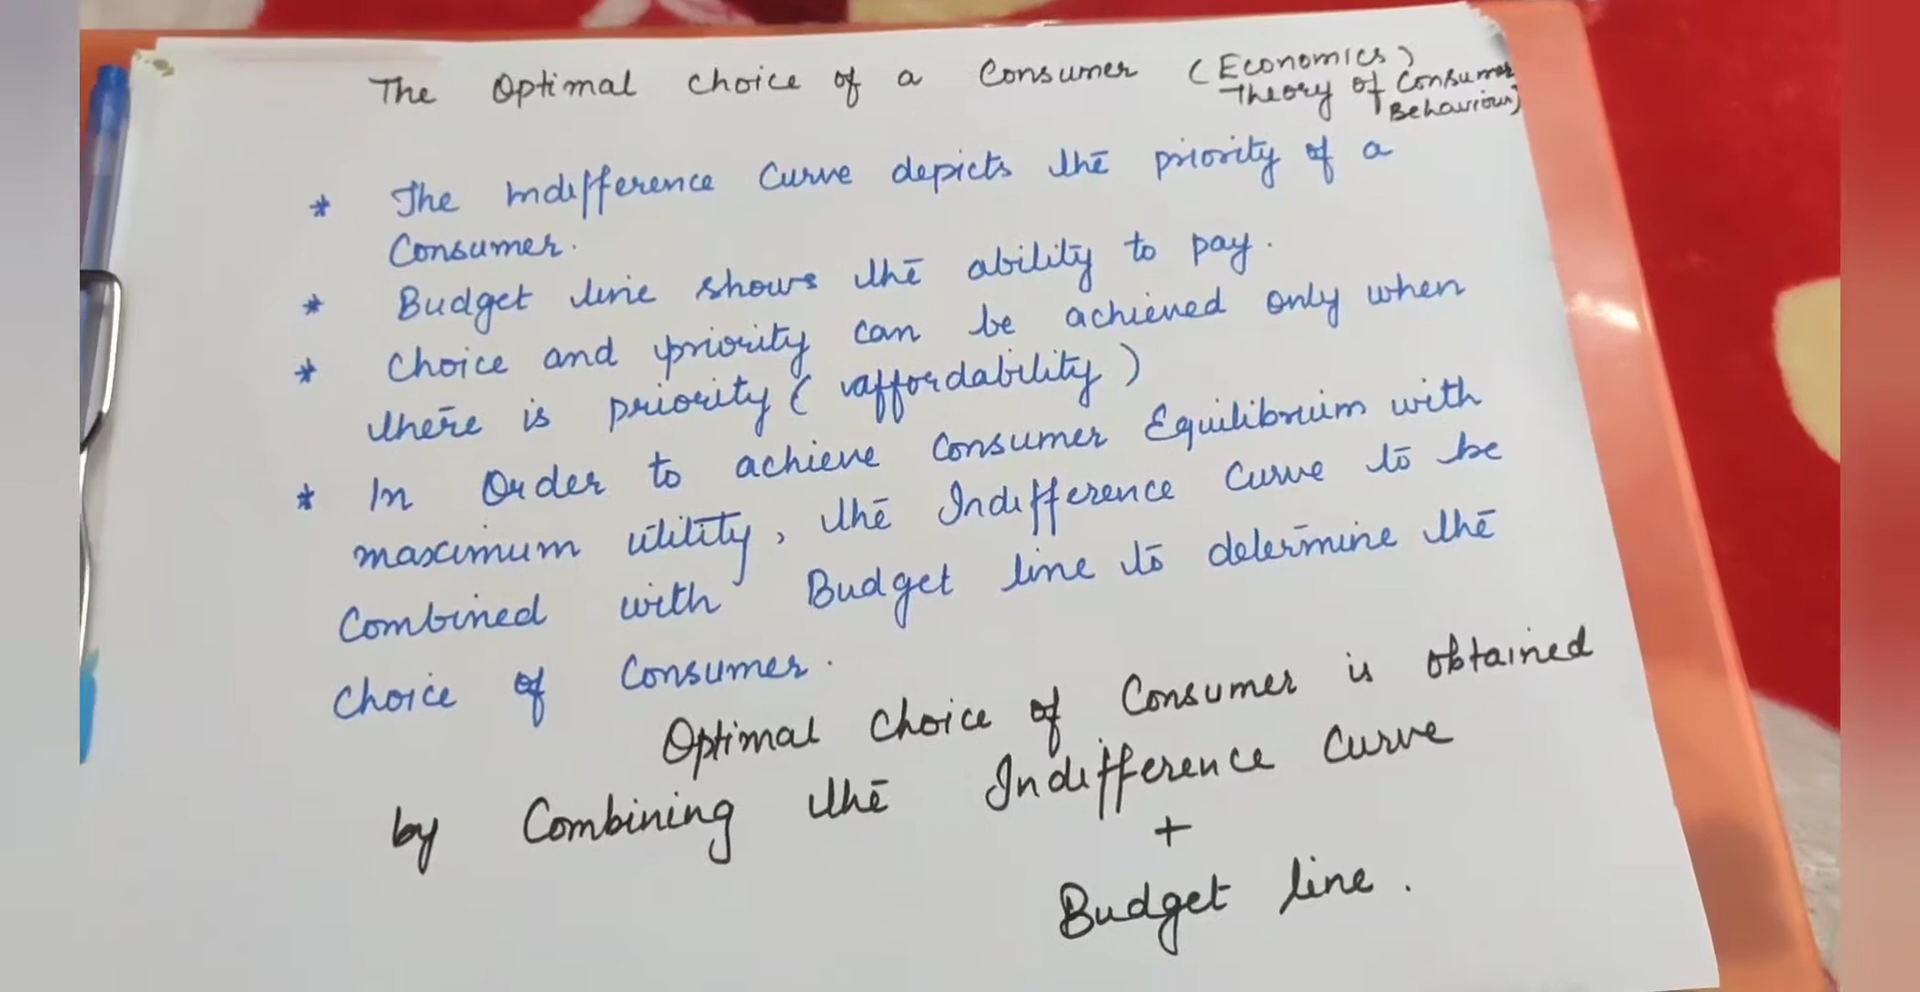 The Optimal Choice of a Consumer (Economics)
Theory of Consumer
Behaviour)
* The Indifference Curve depicts the priority of a
Consumer.
* Budget line shows the ability to pay.
* Choice and priority can be achieved only when
there is priority (affordability)
* In Order to achieve Consumer Equilibrium with
maximum utility, the Indifference Curve to be
Combined with Budget line to determine the
Choice of Consumer.
Optimal Choice of Consumer is obtained
by Combining the Indifference Curve
+
Budget line.